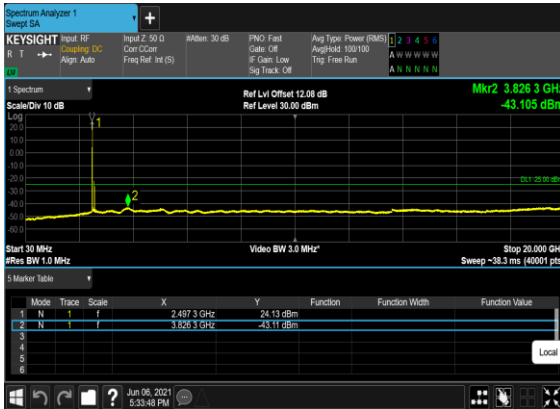 Spectrum Analyzer 1
Swept SA
+
KEYSIGHT Input: RF Input Z: 50 Ω #Atten: 30 dB PNO: Fast Avg Type: Power (RMS) 1 2 3 4 5 6
R T Coupling: DC Corr CCorr Gate: Off Avg|Hold: 100/100 A W W W W W
Align: Auto Freq Ref: Int (S) IF Gain: Low Trig: Free Run
Sig Track: Off A N N N N N
1 Spectrum Ref Lvl Offset 12.08 dB Mkr2 3.826 3 GHz
Scale/Div 10 dB Ref Level 30.00 dBm -43.105 dBm
Log
1
20.0
10.0
0.00
-10.0
-20.0
DL1 -25.00 dBm
-30.0
2
-40.0
-50.0
-60.0
Start 30 MHz Video BW 3.0 MHz* Stop 20.000 GHz
#Res BW 1.0 MHz Sweep ~38.3 ms (40001 pts)
5 Marker Table
Mode Trace Scale X Y Function Function Width Function Value
1 N 1 f 2.497 3 GHz 24.13 dBm
2 N 1 f 3.826 3 GHz -43.11 dBm
3
4
5
6
Local
? Jun 06, 2021
5:33:48 PM